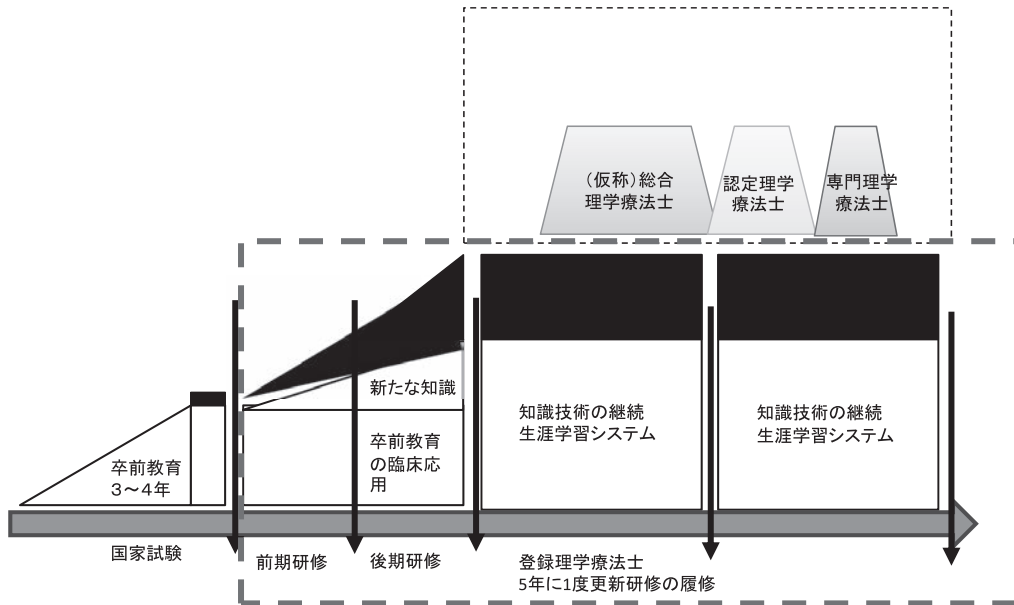 （仮称）総合
理学療法士
認定理学
療法士
専門理学
療法士
新たな知識
卒前教育
の臨床応
用
知識技術の継続
生涯学習システム
知識技術の継続
生涯学習システム
卒前教育
3～4年
国家試験
前期研修
後期研修
登録理学療法士
5年に1度更新研修の履修